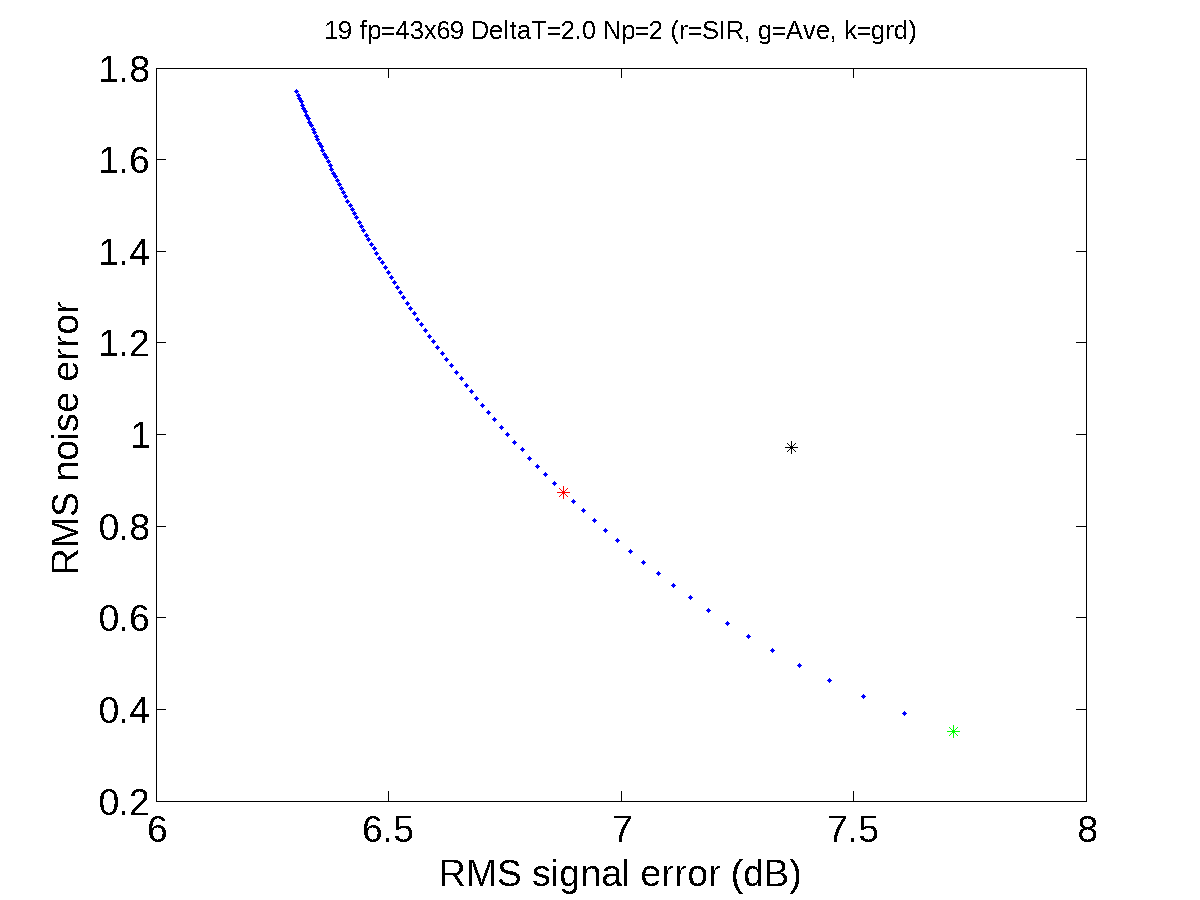 19 fp=43x69 DeltaT=2.0 Np=2 (r=SIR, g=Ave, k=grd)
1.8
1.6
1.4
1.2
1
0.8
0.6
0.4
0.2
RMS noise error
6 6.5 7 7.5 8
RMS signal error (dB)